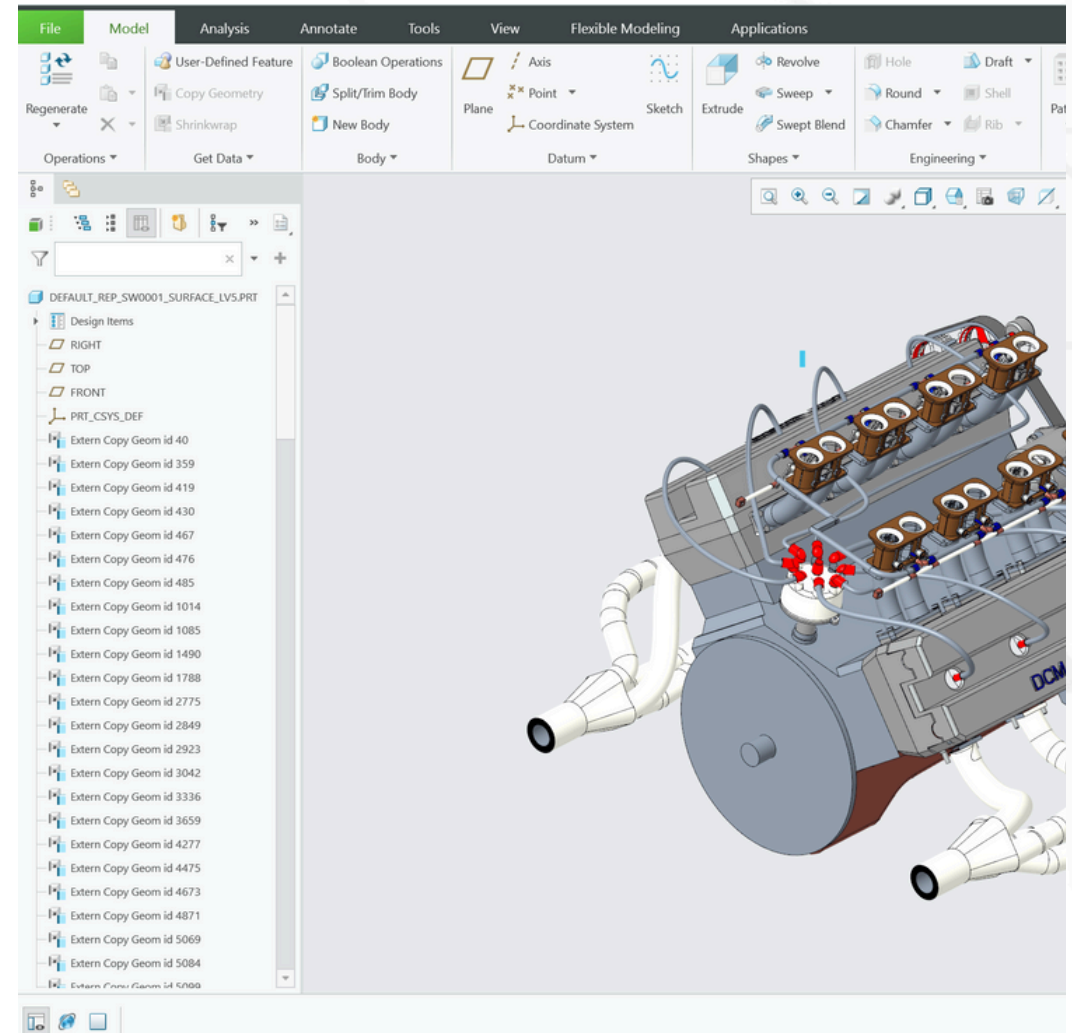 File Model Analysis Annotate Tools View Flexible Modeling Applications
User-Defined Feature Boolean Operations Axis Revolve Hole Draft
Copy Geometry Split/Trim Body Point Sweep Round Shell
Regenerate Plane Sketch Extrude Pat
Shrinkwrap New Body Coordinate System Swept Blend Chamfer Rib
Operations Get Data Body Datum Shapes Engineering
DEFAULT_REP_SW0001_SURFACE_LV5.PRT
Design Items
RIGHT
TOP
FRONT
PRT_CSYS_DEF
Extern Copy Geom id 40
Extern Copy Geom id 359
Extern Copy Geom id 419
Extern Copy Geom id 430
Extern Copy Geom id 467
Extern Copy Geom id 476
Extern Copy Geom id 485
Extern Copy Geom id 1014
Extern Copy Geom id 1085
Extern Copy Geom id 1490
Extern Copy Geom id 1788
Extern Copy Geom id 2775
Extern Copy Geom id 2849
Extern Copy Geom id 2923
Extern Copy Geom id 3042
Extern Copy Geom id 3336
Extern Copy Geom id 3659
Extern Copy Geom id 4277
Extern Copy Geom id 4475
Extern Copy Geom id 4673
Extern Copy Geom id 4871
Extern Copy Geom id 5069
Extern Copy Geom id 5084
Extern Copy Geom id 5099
DCM